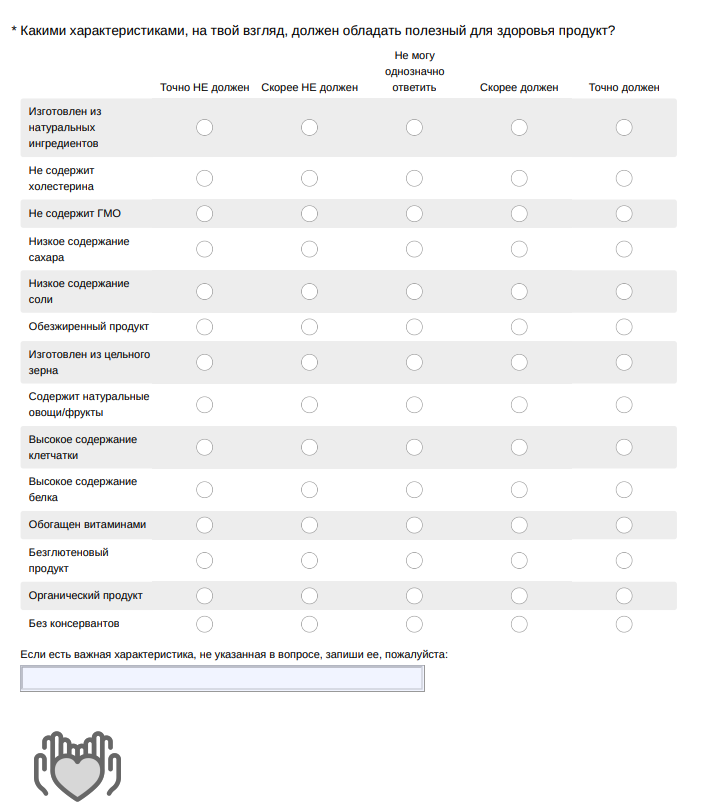 * Какими характеристиками, на твой взгляд, должен обладать полезный для здоровья продукт?
Не могу
однозначно
Точно НЕ должен Скорее НЕ должен ответить Скорее должен Точно должен
Изготовлен из
натуральных
ингредиентов
Не содержит
холестерина
Не содержит ГМО
Низкое содержание
сахара
Низкое содержание
соли
Обезжиренный продукт
Изготовлен из цельного
зерна
Содержит натуральные
овощи/фрукты
Высокое содержание
клетчатки
Высокое содержание
белка
Обогащен витаминами
Безглютеновый
продукт
Органический продукт
Без консервантов
Если есть важная характеристика, не указанная в вопросе, запиши ее, пожалуйста: